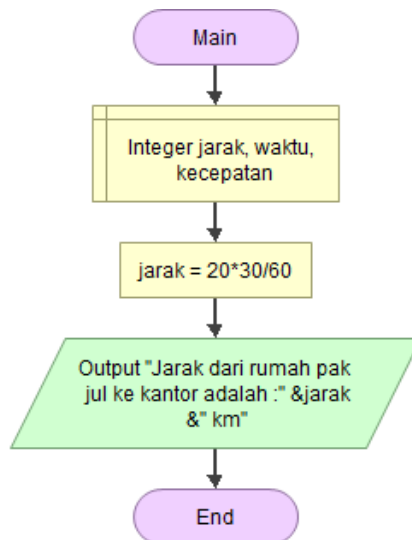 Main
Integer jarak, waktu,
kecepatan
jarak = 20*30/60
Output "Jarak dari rumah pak
jul ke kantor adalah :" &jarak
&" km"
End